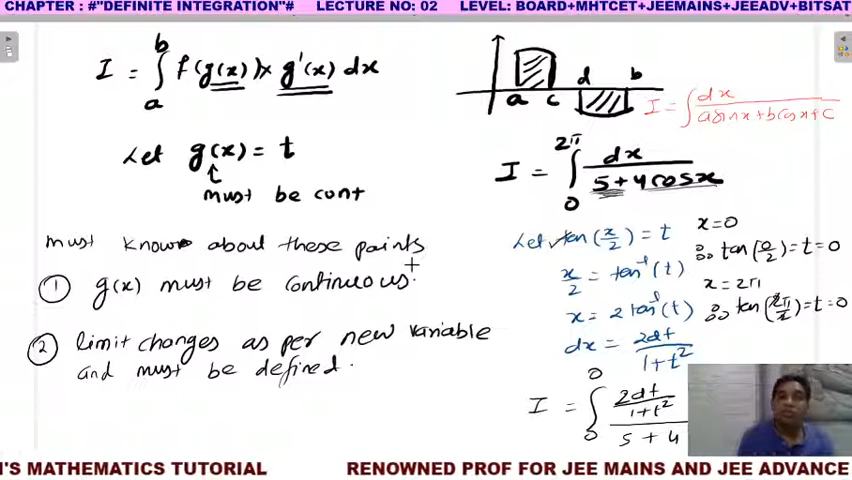 CHAPTER : #"DEFINITE INTEGRATION"# LECTURE NO: 02 LEVEL: BOARD+MHTCET+JEEMAINS+JEEADV+BITSAT
I = ∫_a^b f(g(x)) × g'(x) dx
a c d b
I = ∫ dx / (a sin x + b cos x + c)
Let g(x) = t
must be cont
I = ∫_0^{2π} dx / (5 + 4 cos x)
must know about these points
① g(x) must be continuous.
② limit changes as per new variable
and must be defined.
Let tan(x/2) = t
x/2 = tan⁻¹(t)
x = 2 tan⁻¹(t)
dx = 2dt / (1+t²)
x = 0
∴ tan(0/2) = t = 0
x = 2π
∴ tan(2π/2) = t = 0
I = ∫_0^0 (2dt / (1+t²)) / (5 + 4
'S MATHEMATICS TUTORIAL RENOWNED PROF FOR JEE MAINS AND JEE ADVANCE